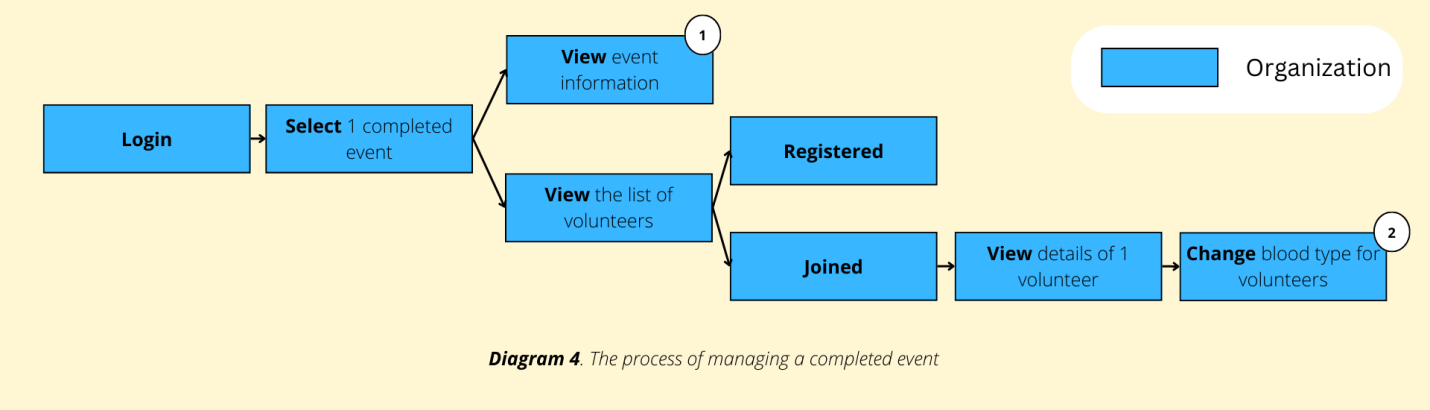 1
View event
information
Organization
Login
Select 1 completed
event
Registered
View the list of
volunteers
2
Joined
View details of 1
volunteer
Change blood type for
volunteers
Diagram 4. The process of managing a completed event